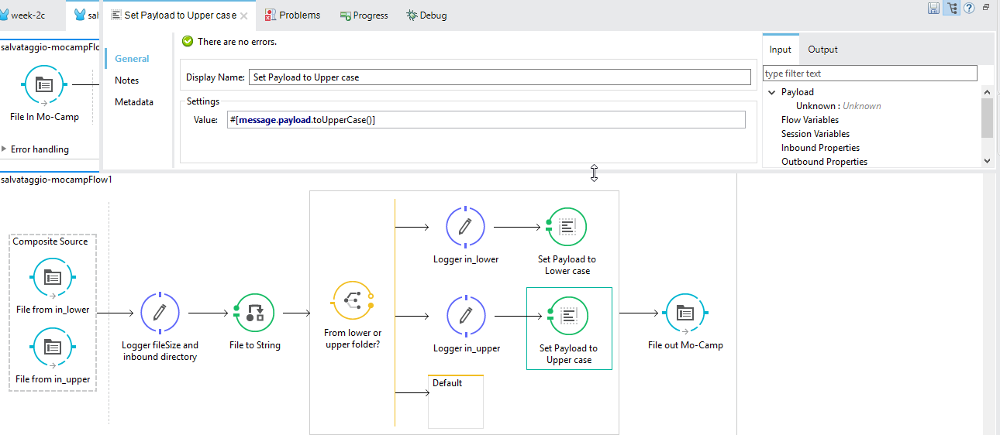 week-2c
sal
Set Payload to Upper case
Problems
Progress
Debug
salvataggio-mocampFlo
File In Mo-Camp
Error handling
There are no errors.
General
Notes
Metadata
Display Name: Set Payload to Upper case
Settings
Value: #[message.payload.toUpperCase()]
Input
Output
type filter text
Payload
Unknown : Unknown
Flow Variables
Session Variables
Inbound Properties
Outbound Properties
salvataggio-mocampFlow1
Composite Source
File from in_lower
File from in_upper
Logger fileSize and
inbound directory
File to String
From lower or
upper folder?
Logger in_lower
Set Payload to
Lower case
Logger in_upper
Set Payload to
Upper case
Default
File out Mo-Camp